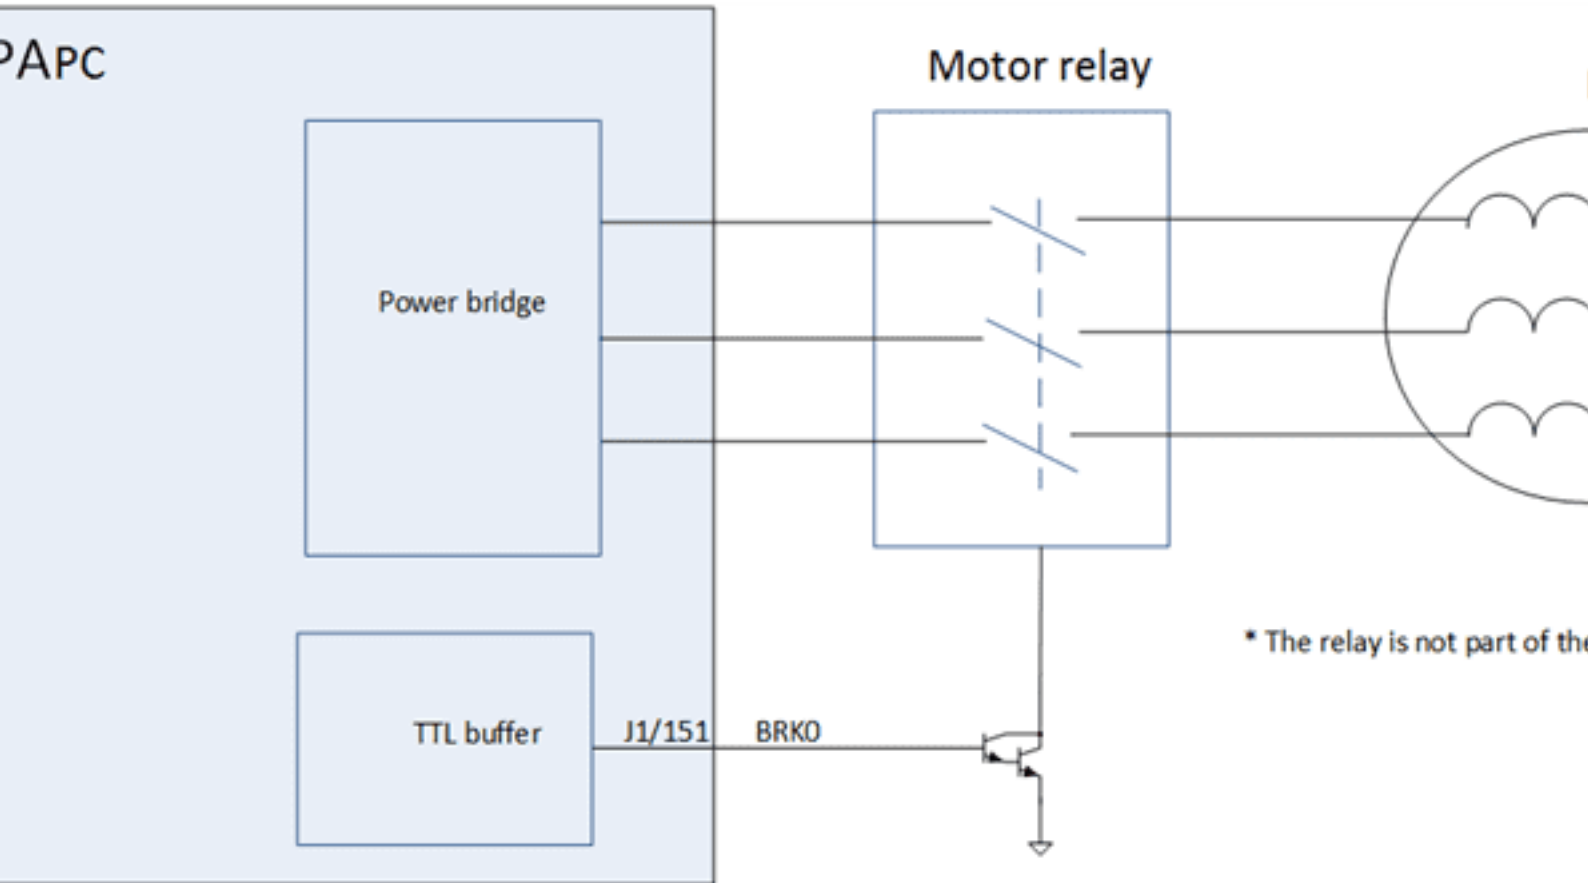 PAPC
Motor relay
Power bridge
* The relay is not part of the
TTL buffer
J1/151
BRK0